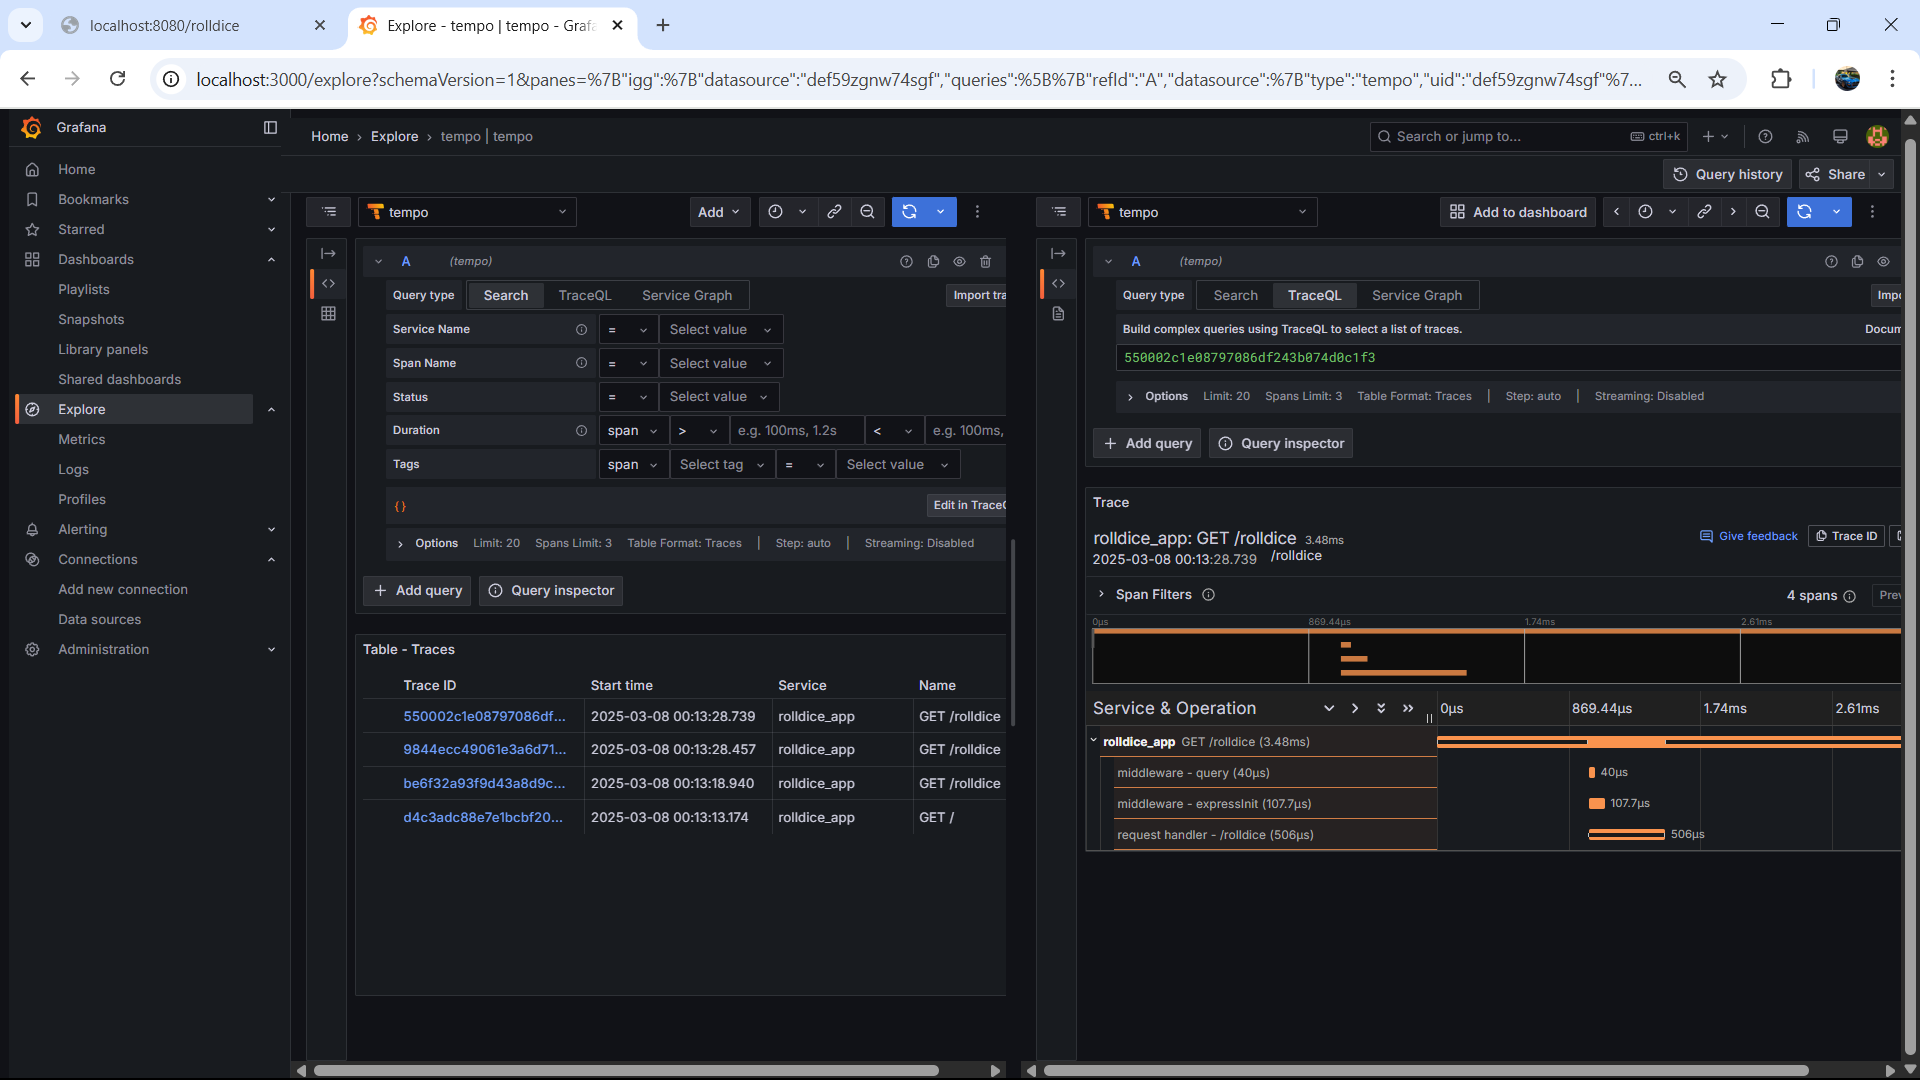 localhost:8080/rolldice
Explore - tempo | tempo - Grafa
localhost:3000/explore?schemaVersion=1&panes=%7B"igg":%7B"datasource":"def59zgnw74sgf","queries":%5B%7B"refId":"A","datasource":%7B"type":"tempo","uid":"def59zgnw74sgf"%7...
Grafana
Home
Bookmarks
Starred
Dashboards
Playlists
Snapshots
Library panels
Shared dashboards
Explore
Metrics
Logs
Profiles
Alerting
Connections
Add new connection
Data sources
Administration
Home › Explore › tempo | tempo
Search or jump to... ctrl+k
Query history Share
tempo Add
A (tempo)
Query type Search TraceQL Service Graph Import tra
Service Name = Select value
Span Name = Select value
Status = Select value
Duration span > e.g. 100ms, 1.2s < e.g. 100ms,
Tags span Select tag = Select value
{} Edit in TraceQ
Options Limit: 20 Spans Limit: 3 Table Format: Traces | Step: auto | Streaming: Disabled
+ Add query Query inspector
Table - Traces
Trace ID Start time Service Name
550002c1e08797086df... 2025-03-08 00:13:28.739 rolldice_app GET /rolldice
9844ecc49061e3a6d71... 2025-03-08 00:13:28.457 rolldice_app GET /rolldice
be6f32a93f9d43a8d9c... 2025-03-08 00:13:18.940 rolldice_app GET /rolldice
d4c3adc88e7e1bcbf20... 2025-03-08 00:13:13.174 rolldice_app GET /
tempo Add to dashboard
A (tempo)
Query type Search TraceQL Service Graph Impo
Build complex queries using TraceQL to select a list of traces. Docum
550002c1e08797086df243b074d0c1f3
Options Limit: 20 Spans Limit: 3 Table Format: Traces | Step: auto | Streaming: Disabled
+ Add query Query inspector
Trace
rolldice_app: GET /rolldice 3.48ms
Give feedback Trace ID
2025-03-08 00:13:28.739 /rolldice
Span Filters 4 spans Prev
0µs 869.44µs 1.74ms 2.61ms
Service & Operation 0µs 869.44µs 1.74ms 2.61ms
rolldice_app GET /rolldice (3.48ms)
middleware - query (40µs) 40µs
middleware - expressInit (107.7µs) 107.7µs
request handler - /rolldice (506µs) 506µs